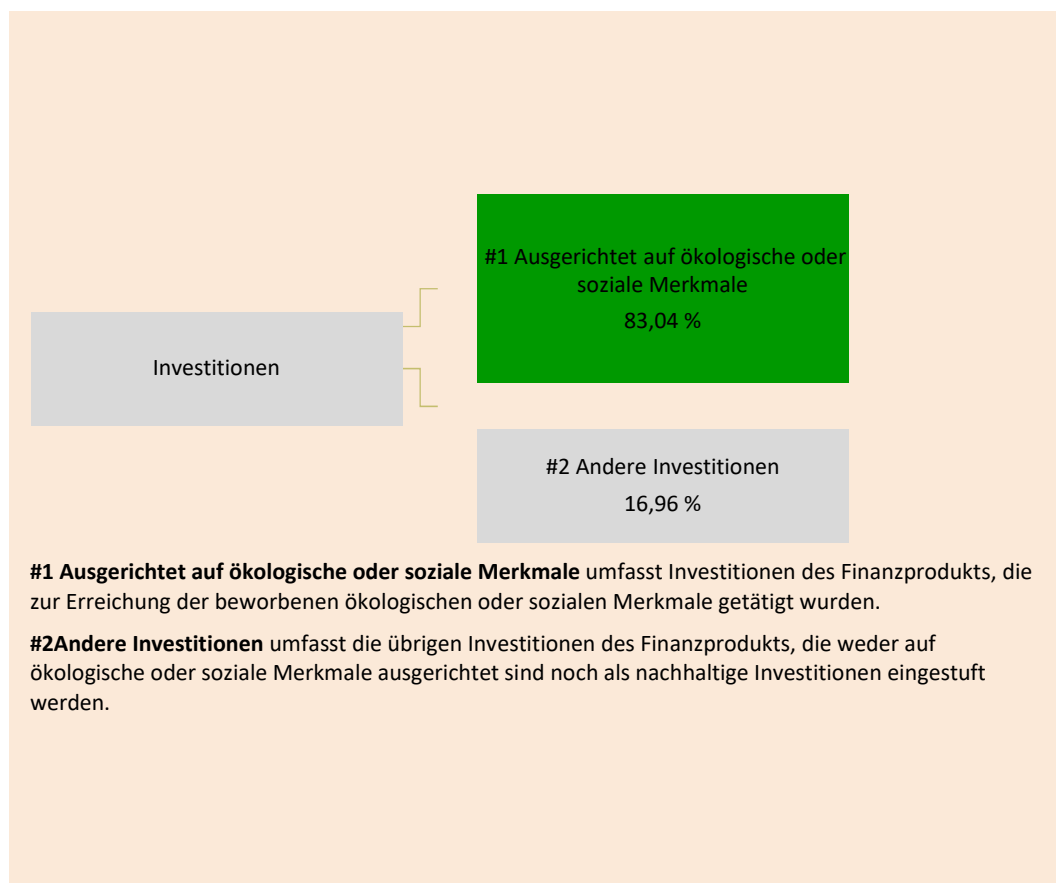 #1 Ausgerichtet auf ökologische oder
soziale Merkmale
83,04 %
Investitionen
#2 Andere Investitionen
16,96 %
#1 Ausgerichtet auf ökologische oder soziale Merkmale umfasst Investitionen des Finanzprodukts, die
zur Erreichung der beworbenen ökologischen oder sozialen Merkmale getätigt wurden.
#2Andere Investitionen umfasst die übrigen Investitionen des Finanzprodukts, die weder auf
ökologische oder soziale Merkmale ausgerichtet sind noch als nachhaltige Investitionen eingestuft
werden.